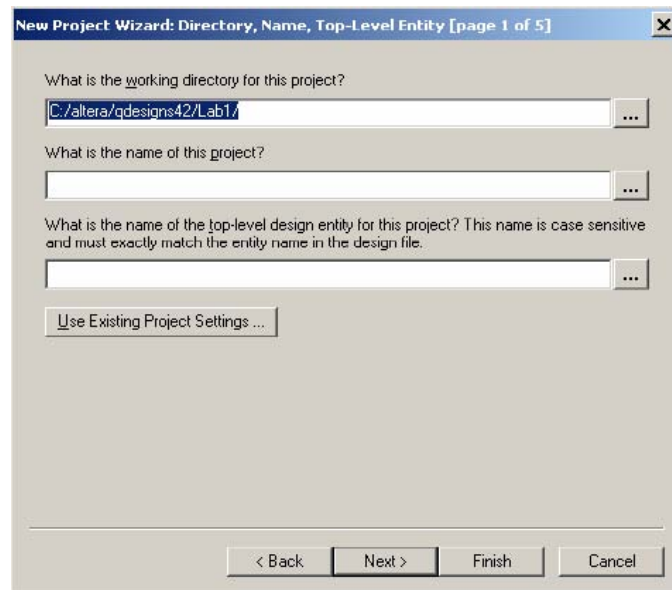 New Project Wizard: Directory, Name, Top-Level Entity [page 1 of 5]
What is the working directory for this project?
C:/altera/qdesigns42/Lab1/
...
What is the name of this project?
...
What is the name of the top-level design entity for this project? This name is case sensitive
and must exactly match the entity name in the design file.
...
Use Existing Project Settings ...
< Back
Next >
Finish
Cancel